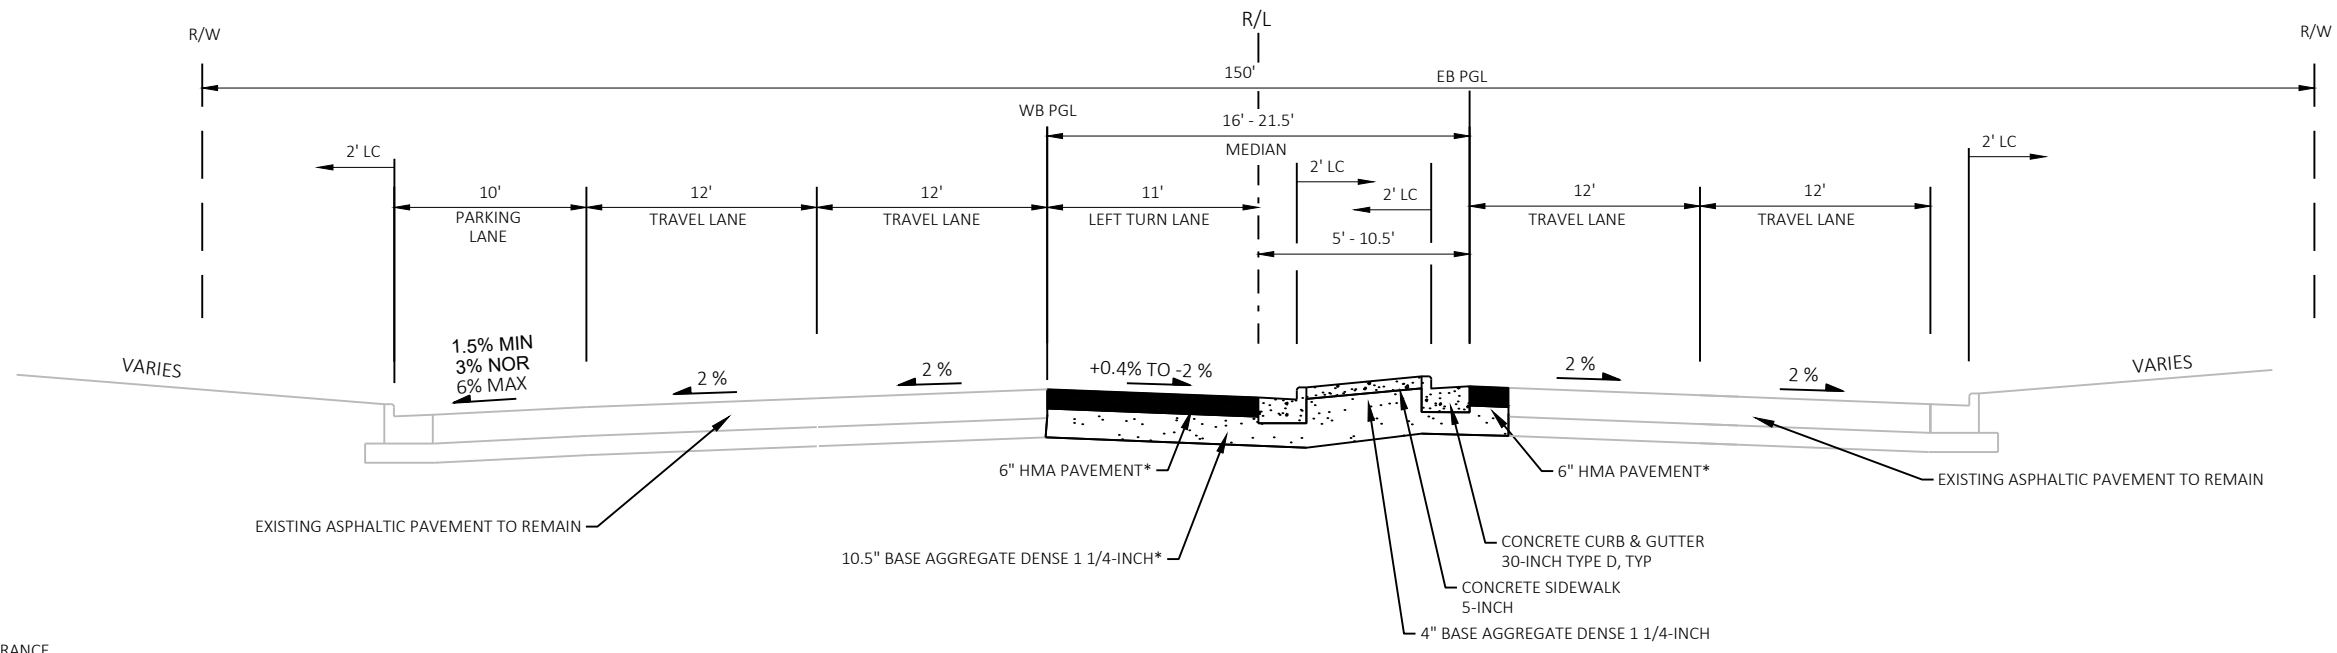 R/L
R/W
R/W
150'
EB PGL
WB PGL
16' - 21.5'
MEDIAN
2' LC
2' LC
2' LC
2' LC
10'
PARKING
LANE
12'
TRAVEL LANE
12'
TRAVEL LANE
11'
LEFT TURN LANE
5' - 10.5'
12'
TRAVEL LANE
12'
TRAVEL LANE
VARIES
1.5% MIN
3% NOR
6% MAX
2 %
2 %
+0.4% TO -2 %
2 %
2 %
VARIES
6" HMA PAVEMENT*
6" HMA PAVEMENT*
EXISTING ASPHALTIC PAVEMENT TO REMAIN
EXISTING ASPHALTIC PAVEMENT TO REMAIN
10.5" BASE AGGREGATE DENSE 1 1/4-INCH*
CONCRETE CURB & GUTTER
30-INCH TYPE D, TYP
CONCRETE SIDEWALK
5-INCH
4" BASE AGGREGATE DENSE 1 1/4-INCH
RANCE